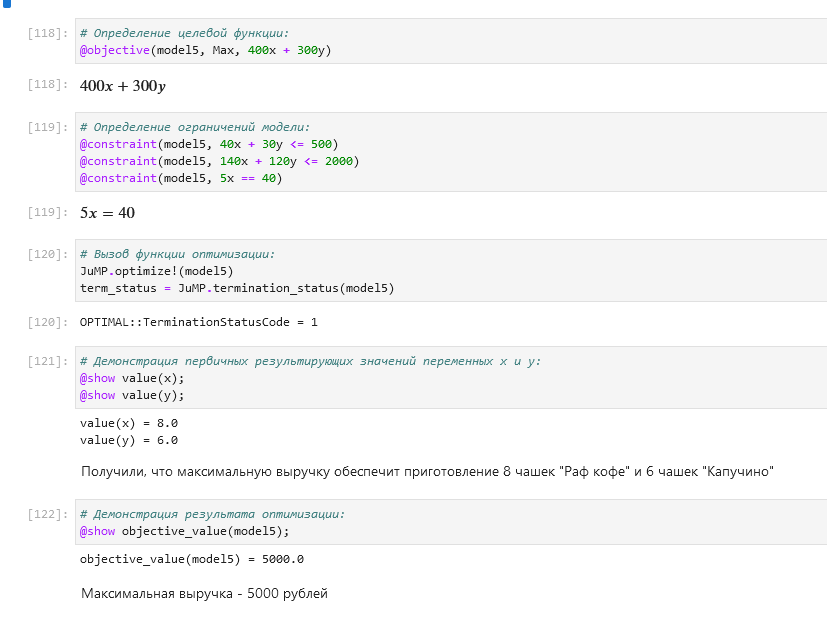 [118]: # Определение целевой функции:
@objective(model5, Max, 400x + 300y)
[118]: 400x + 300y
[119]: # Определение ограничений модели:
@constraint(model5, 40x + 30y <= 500)
@constraint(model5, 140x + 120y <= 2000)
@constraint(model5, 5x == 40)
[119]: 5x = 40
[120]: # Вызов функции оптимизации:
JuMP.optimize!(model5)
term_status = JuMP.termination_status(model5)
[120]: OPTIMAL::TerminationStatusCode = 1
[121]: # Демонстрация первичных результирующих значений переменных x и y:
@show value(x);
@show value(y);
value(x) = 8.0
value(y) = 6.0
Получили, что максимальную выручку обеспечит приготовление 8 чашек "Раф кофе" и 6 чашек "Капучино"
[122]: # Демонстрация результата оптимизации:
@show objective_value(model5);
objective_value(model5) = 5000.0
Максимальная выручка - 5000 рублей